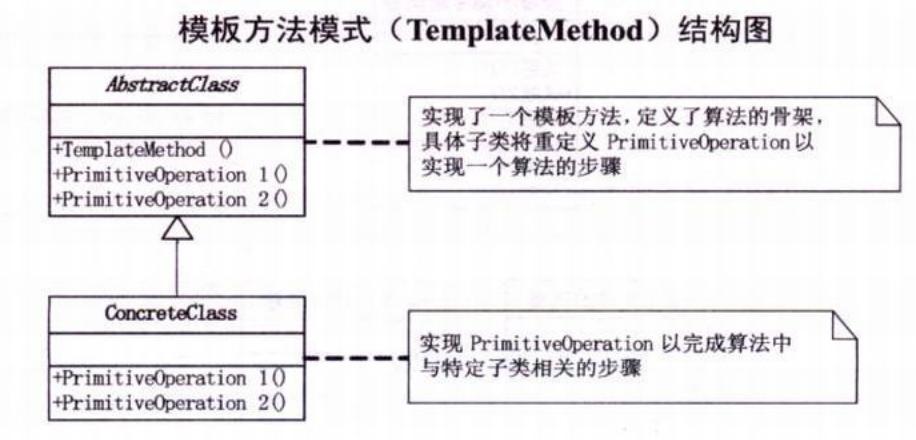 模板方法模式（TemplateMethod）结构图
AbstractClass
+TemplateMethod ()
+PrimitiveOperation 1()
+PrimitiveOperation 2()
实现了一个模板方法，定义了算法的骨架，
具体子类将重定义 PrimitiveOperation 以
实现一个算法的步骤
ConcreteClass
+PrimitiveOperation 1()
+PrimitiveOperation 2()
实现 PrimitiveOperation 以完成算法中
与特定子类相关的步骤